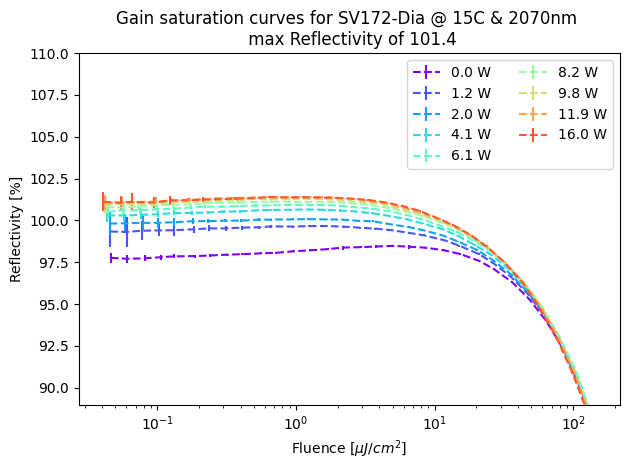 Gain saturation curves for SV172-Dia @ 15C & 2070nm
max Reflectivity of 101.4
110.0
107.5
105.0
102.5
100.0
97.5
95.0
92.5
90.0
Reflectivity [%]
0.0 W
1.2 W
2.0 W
4.1 W
6.1 W
8.2 W
9.8 W
11.9 W
16.0 W
10⁻¹ 10⁰ 10¹ 10²
Fluence [μJ/cm²]